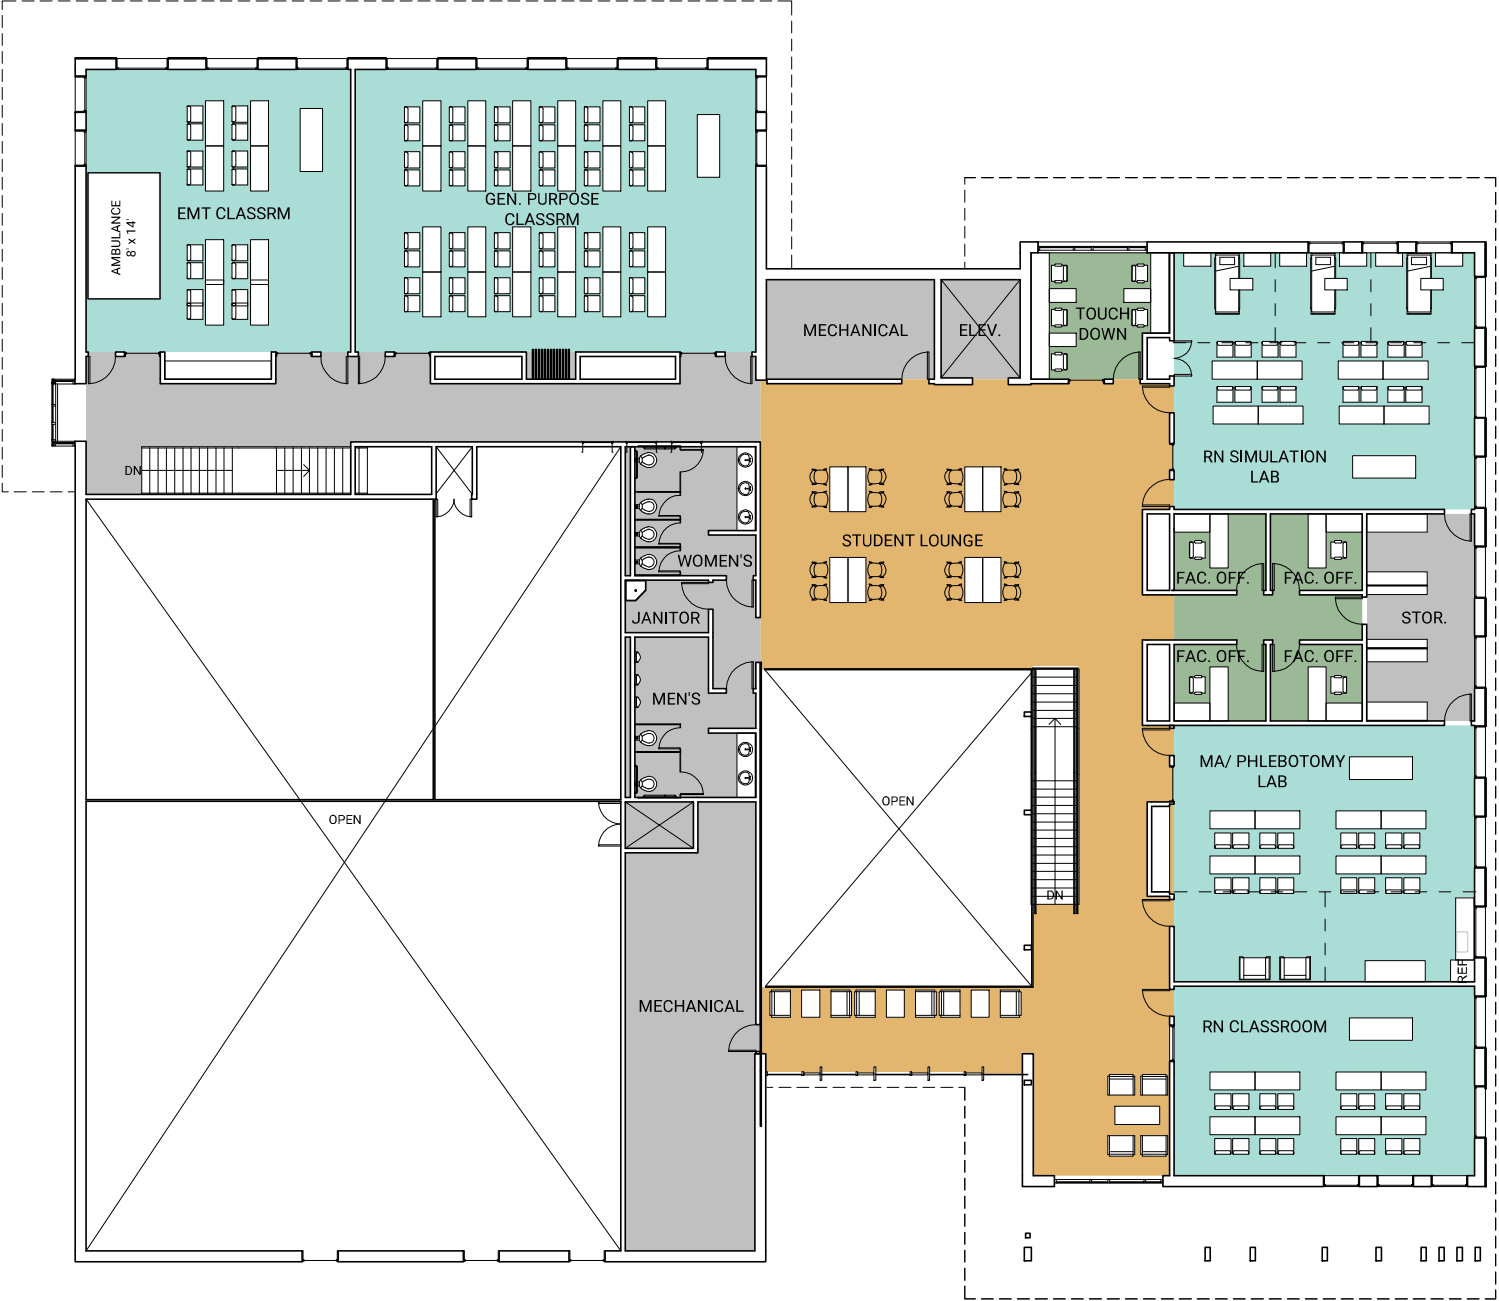 EMT CLASSRM
AMBULANCE
8' x 14'
GEN. PURPOSE
CLASSRM
MECHANICAL
ELEV.
TOUCH
DOWN
RN SIMULATION
LAB
DN
WOMEN'S
STUDENT LOUNGE
FAC. OFF.
FAC. OFF.
JANITOR
STOR.
FAC. OFF.
FAC. OFF.
MEN'S
MA/ PHLEBOTOMY
LAB
OPEN
OPEN
DN
REF
MECHANICAL
RN CLASSROOM